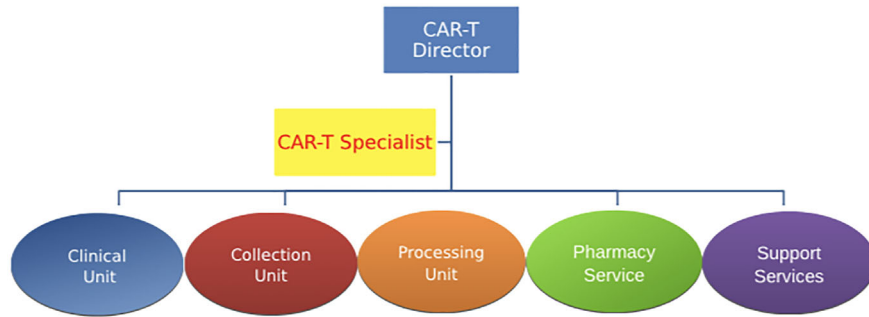 CAR-T
Director
CAR-T Specialist
Clinical
Unit
Collection
Unit
Processing
Unit
Pharmacy
Service
Support
Services